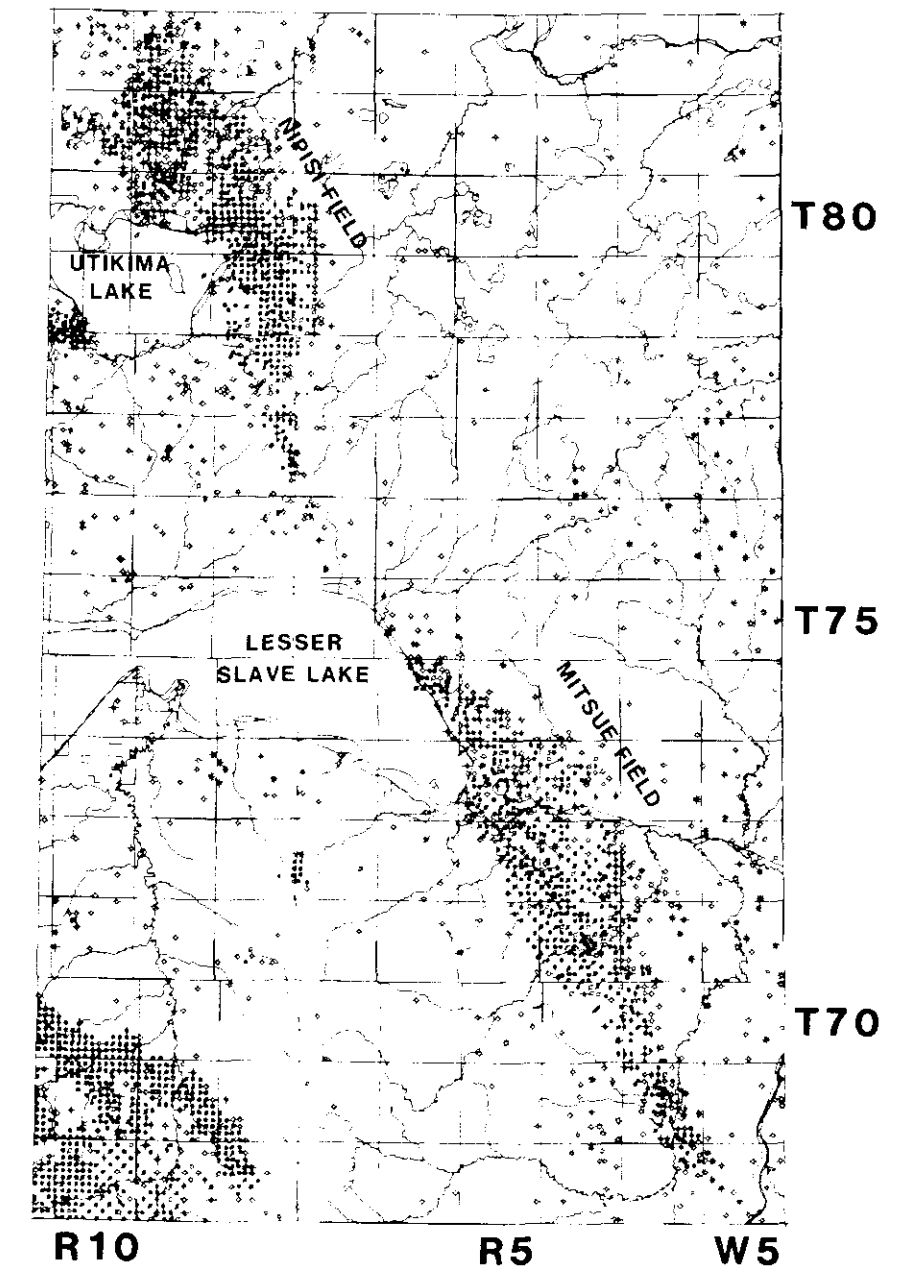 NIPISI FIELD
T80
UTIKIMA
LAKE
T75
LESSER
SLAVE LAKE
MITSUE FIELD
T70
R10
R5
W5